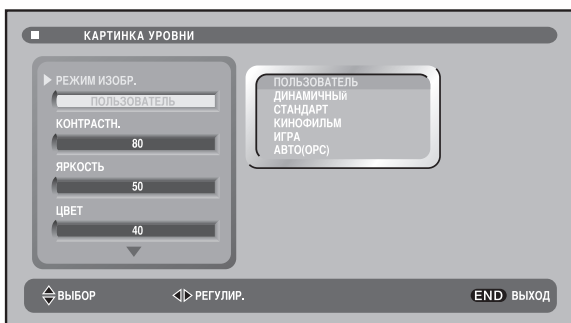 КАРТИНКА УРОВНИ
РЕЖИМ ИЗОБР.
ПОЛЬЗОВАТЕЛЬ
КОНТРАСТН.
80
ЯРКОСТЬ
50
ЦВЕТ
40
ПОЛЬЗОВАТЕЛЬ
ДИНАМИЧНЫй
СТАНДАРТ
КИНОФИЛЬМ
ИГРА
АВТО(OPC)
ВЫБОР РЕГУЛИР. END ВЫХОД